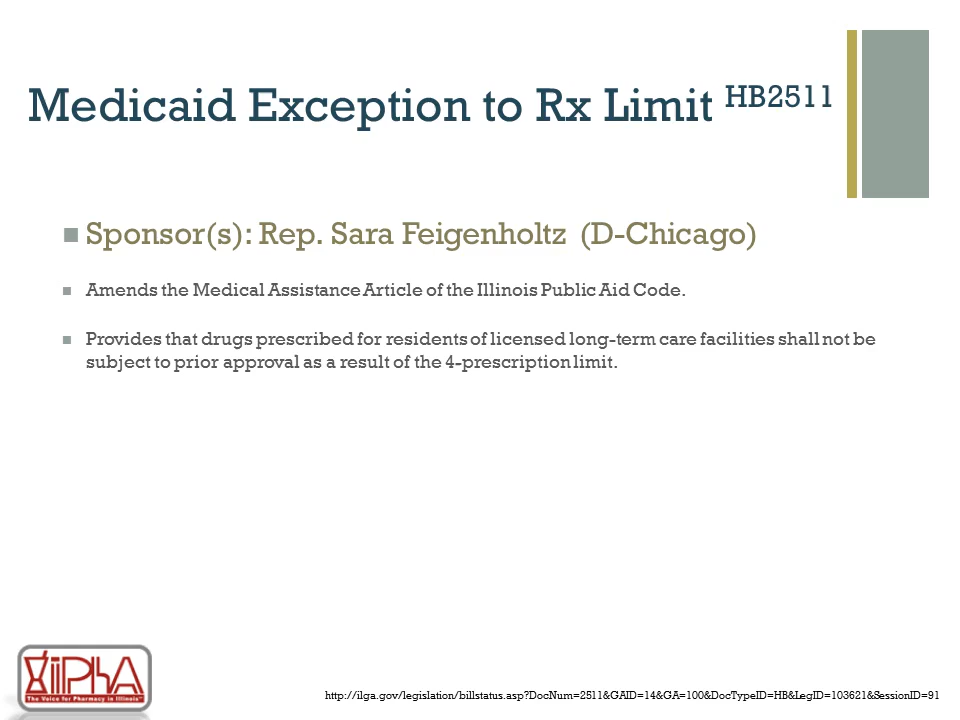 Medicaid Exception to Rx Limit HB2511
Sponsor(s): Rep. Sara Feigenholtz (D-Chicago)
Amends the Medical Assistance Article of the Illinois Public Aid Code.
Provides that drugs prescribed for residents of licensed long-term care facilities shall not be
subject to prior approval as a result of the 4-prescription limit.
IPhA
The Voice for Pharmacy in Illinois
http://ilga.gov/legislation/billstatus.asp?DocNum=2511&GAID=14&GA=100&DocTypeID=HB&LegID=103621&SessionID=91